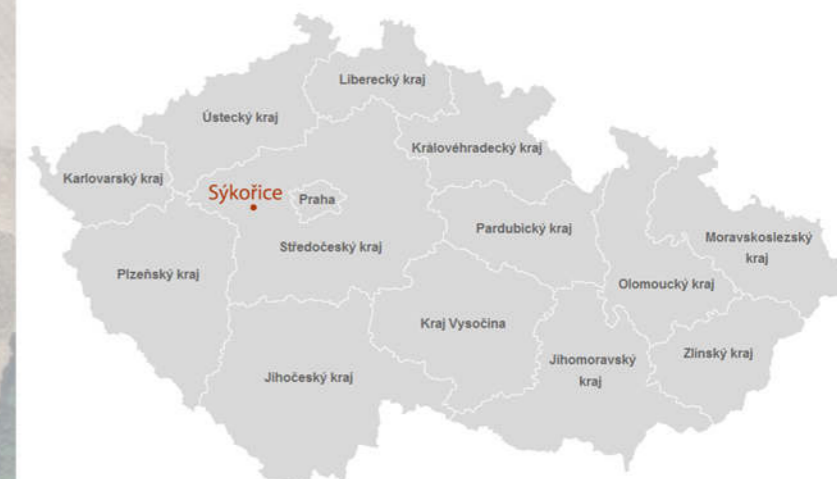 Liberecký kraj
Ústecký kraj
Královéhradecký kraj
Karlovarský kraj
Sýkořice
Praha
Pardubický kraj
Moravskoslezský
kraj
Středočeský kraj
Plzeňský kraj
Olomoucký kraj
Kraj Vysočina
Zlínský kraj
Jihomoravský
kraj
Jihočeský kraj